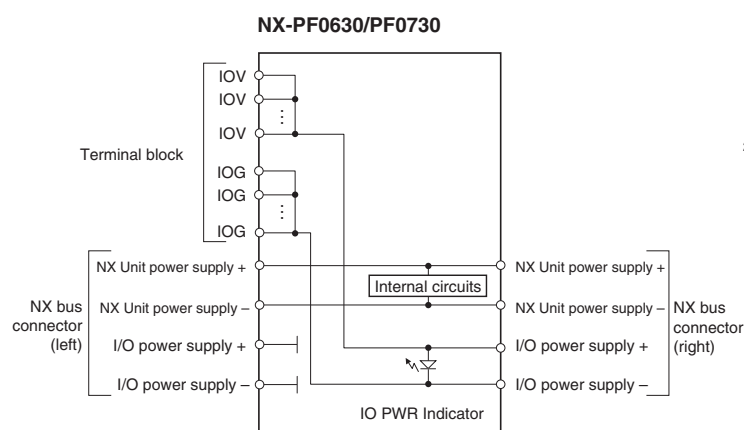 NX-PF0630/PF0730
IOV
IOV
IOV
Terminal block
IOG
IOG
IOG
NX bus
connector
(left)
NX Unit power supply +
NX Unit power supply –
I/O power supply +
I/O power supply –
Internal circuits
IO PWR Indicator
NX Unit power supply +
NX Unit power supply –
I/O power supply +
I/O power supply –
NX bus
connector
(right)